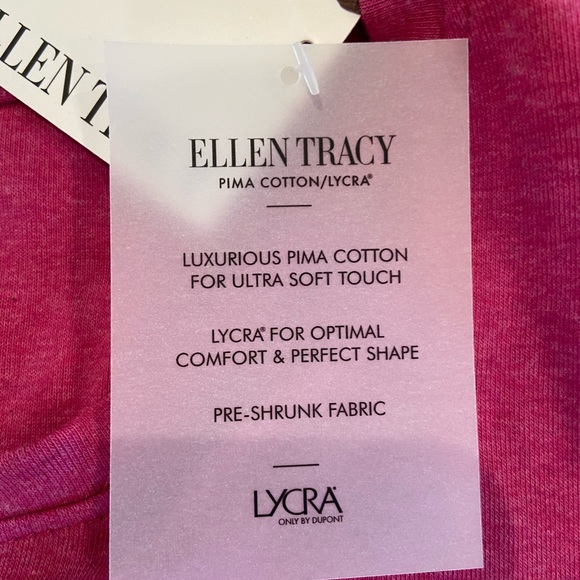 ELLEN TRACY
PIMA COTTON/LYCRA®
LUXURIOUS PIMA COTTON
FOR ULTRA SOFT TOUCH
LYCRA® FOR OPTIMAL
COMFORT & PERFECT SHAPE
PRE-SHRUNK FABRIC
LYCRA®
ONLY BY DUPONT